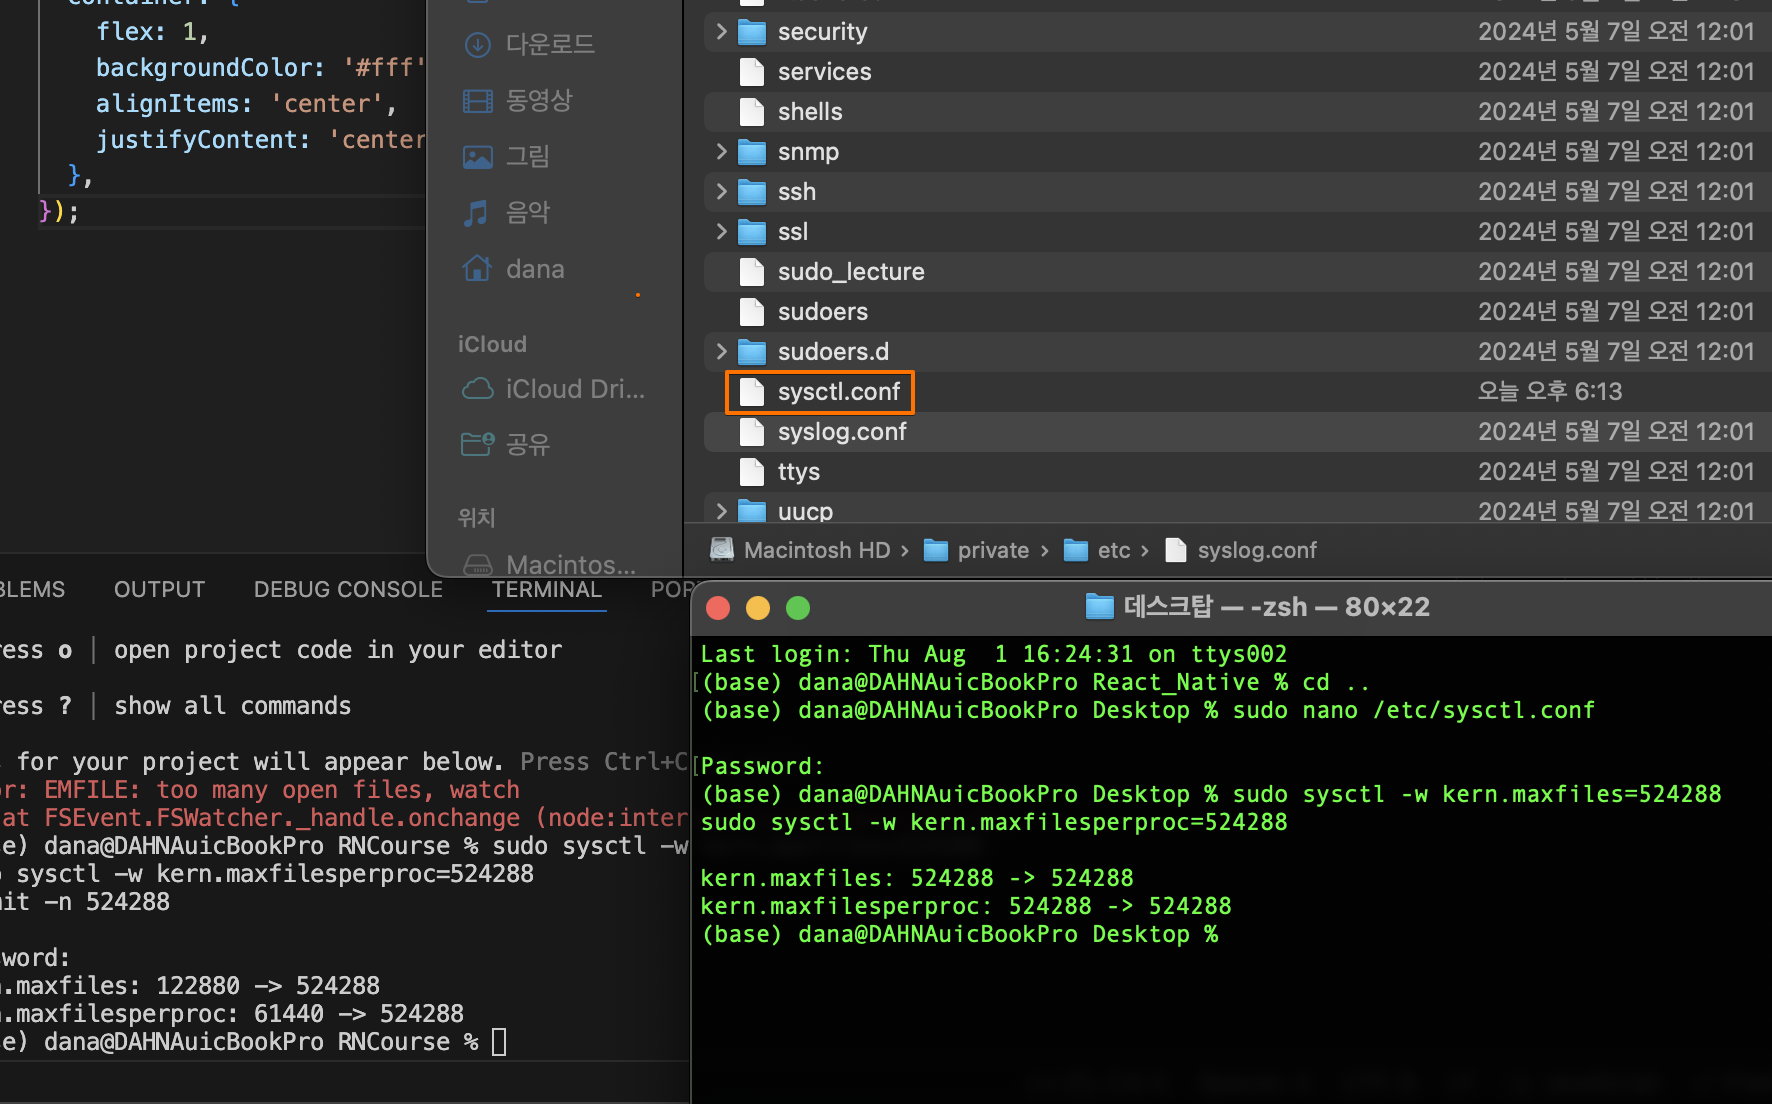 container: {
flex: 1,
backgroundColor: '#fff'
alignItems: 'center',
justifyContent: 'center
},
});
다운로드
동영상
그림
음악
dana
iCloud
iCloud Dri...
공유
위치
Macintos...
security 2024년 5월 7일 오전 12:01
services 2024년 5월 7일 오전 12:01
shells 2024년 5월 7일 오전 12:01
snmp 2024년 5월 7일 오전 12:01
ssh 2024년 5월 7일 오전 12:01
ssl 2024년 5월 7일 오전 12:01
sudo_lecture 2024년 5월 7일 오전 12:01
sudoers 2024년 5월 7일 오전 12:01
sudoers.d 2024년 5월 7일 오전 12:01
sysctl.conf 오늘 오후 6:13
syslog.conf 2024년 5월 7일 오전 12:01
ttys 2024년 5월 7일 오전 12:01
uucp 2024년 5월 7일 오전 12:01
Macintosh HD › private › etc › syslog.conf
BLEMS OUTPUT DEBUG CONSOLE TERMINAL POR
ress o │ open project code in your editor
ress ? │ show all commands
for your project will appear below. Press Ctrl+C
or: EMFILE: too many open files, watch
at FSEvent.FSWatcher._handle.onchange (node:inter
se) dana@DAHNAuicBookPro RNCourse % sudo sysctl -w
o sysctl -w kern.maxfilesperproc=524288
mit -n 524288
sword:
n.maxfiles: 122880 -> 524288
n.maxfilesperproc: 61440 -> 524288
se) dana@DAHNAuicBookPro RNCourse %
데스크탑 — -zsh — 80×22
Last login: Thu Aug  1 16:24:31 on ttys002
[(base) dana@DAHNAuicBookPro React_Native % cd ..
(base) dana@DAHNAuicBookPro Desktop % sudo nano /etc/sysctl.conf
[Password:
(base) dana@DAHNAuicBookPro Desktop % sudo sysctl -w kern.maxfiles=524288
sudo sysctl -w kern.maxfilesperproc=524288
kern.maxfiles: 524288 -> 524288
kern.maxfilesperproc: 524288 -> 524288
(base) dana@DAHNAuicBookPro Desktop %